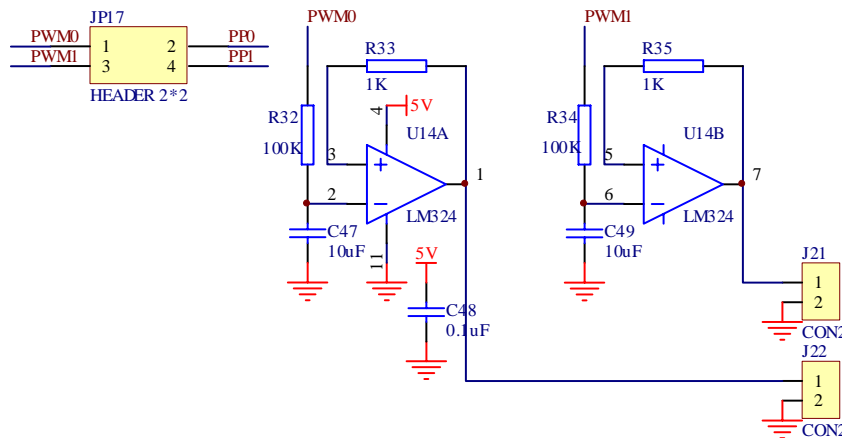 JP17
PWM0 1 2 PP0
PWM1 3 4 PP1
HEADER 2*2
PWM0
R33
1K
R32
100K
4
5V
U14A
3
2
1
LM324
C47
10uF
11
5V
C48
0.1uF
PWM1
R35
1K
R34
100K
U14B
5
6
7
LM324
C49
10uF
J21
1
2
CON2
J22
1
2
CON2